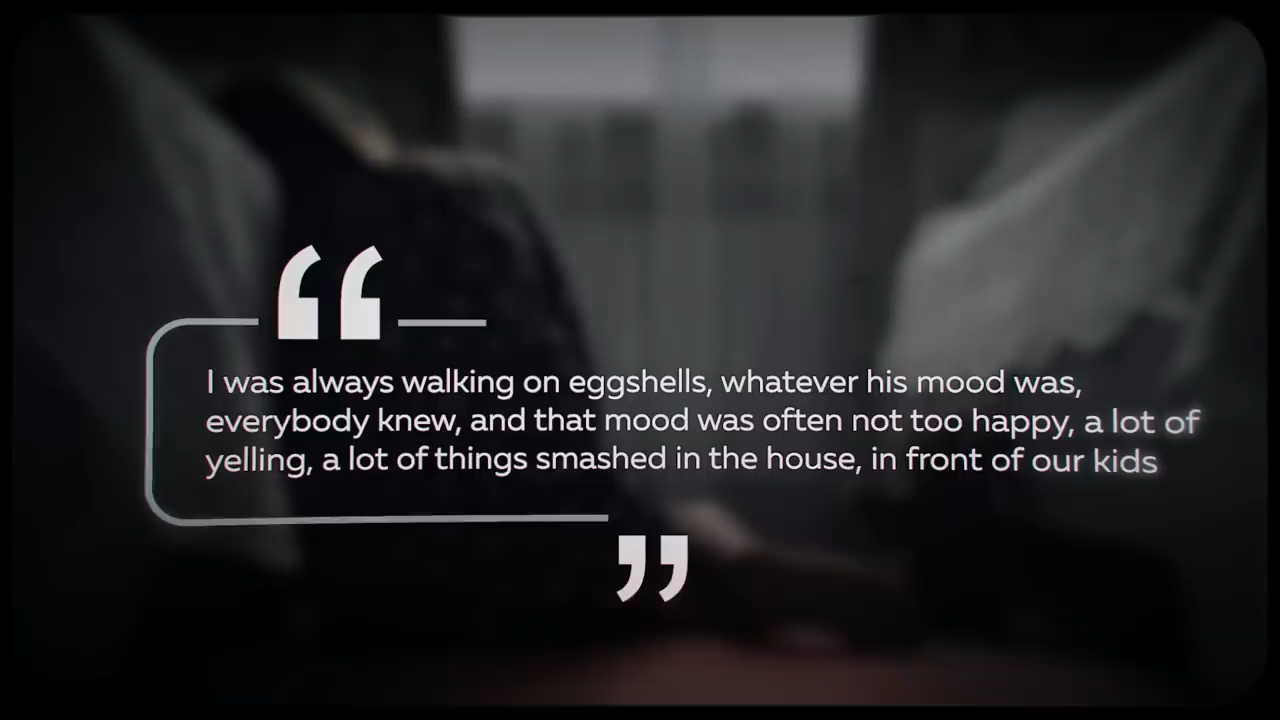 “
I was always walking on eggshells, whatever his mood was,
everybody knew, and that mood was often not too happy, a lot of
yelling, a lot of things smashed in the house, in front of our kids
”